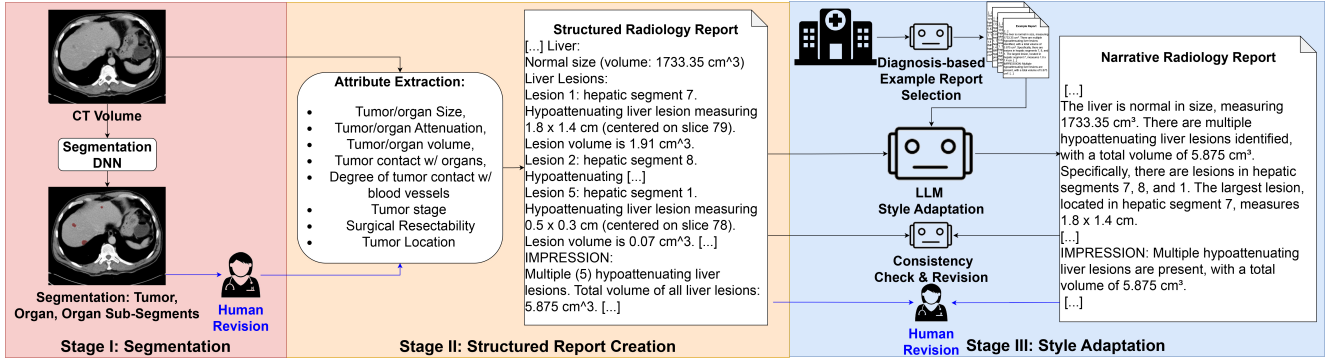 CT Volume
Segmentation
DNN
Segmentation: Tumor,
Organ, Organ Sub-Segments
Human
Revision
Stage I: Segmentation
Attribute Extraction:
• Tumor/organ Size,
• Tumor/organ Attenuation,
• Tumor/organ volume,
• Tumor contact w/ organs,
• Degree of tumor contact w/
blood vessels
• Tumor stage
• Surgical Resectability
• Tumor Location
Structured Radiology Report
[...] Liver:
Normal size (volume: 1733.35 cm^3)
Liver Lesions:
Lesion 1: hepatic segment 7.
Hypoattenuating liver lesion measuring
1.8 x 1.4 cm (centered on slice 79).
Lesion volume is 1.91 cm^3.
Lesion 2: hepatic segment 8.
Hypoattenuating [...]
Lesion 5: hepatic segment 1.
Hypoattenuating liver lesion measuring
0.5 x 0.3 cm (centered on slice 78).
Lesion volume is 0.07 cm^3. [...]
IMPRESSION:
Multiple (5) hypoattenuating liver
lesions. Total volume of all liver lesions:
5.875 cm^3. [...]
Stage II: Structured Report Creation
Diagnosis-based
Example Report
Selection
Example Report
LLM
Style Adaptation
Consistency
Check & Revision
Human
Revision
Narrative Radiology Report
[...]
The liver is normal in size, measuring
1733.35 cm³. There are multiple
hypoattenuating liver lesions identified,
with a total volume of 5.875 cm³.
Specifically, there are lesions in hepatic
segments 7, 8, and 1. The largest lesion,
located in hepatic segment 7, measures
1.8 x 1.4 cm.
[...]
IMPRESSION: Multiple hypoattenuating
liver lesions are present, with a total
volume of 5.875 cm³.
[...]
Stage III: Style Adaptation